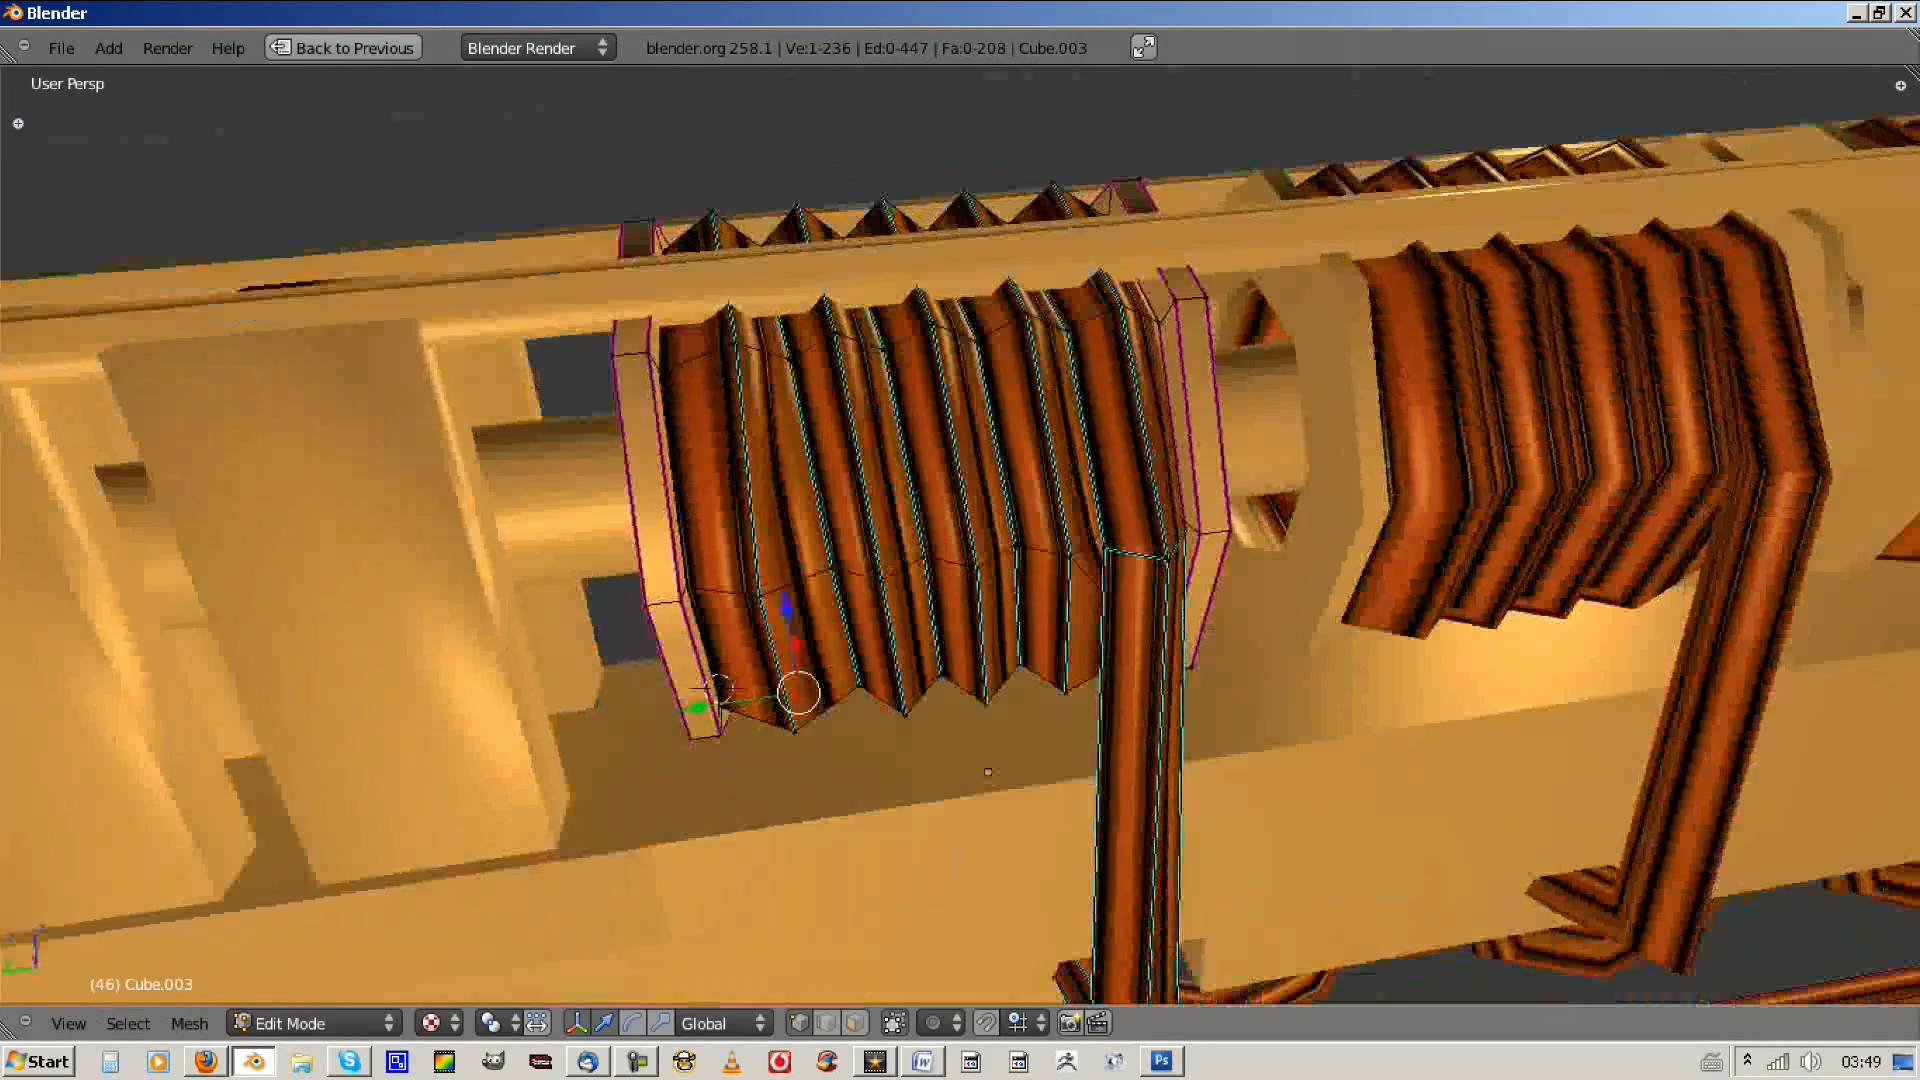 Blender
File Add Render Help Back to Previous Blender Render blender.org 258.1 | Ve:1-236 | Ed:0-447 | Fa:0-208 | Cube.003
User Persp
(46) Cube.003
View Select Mesh Edit Mode Global
Start W Ps 03:49